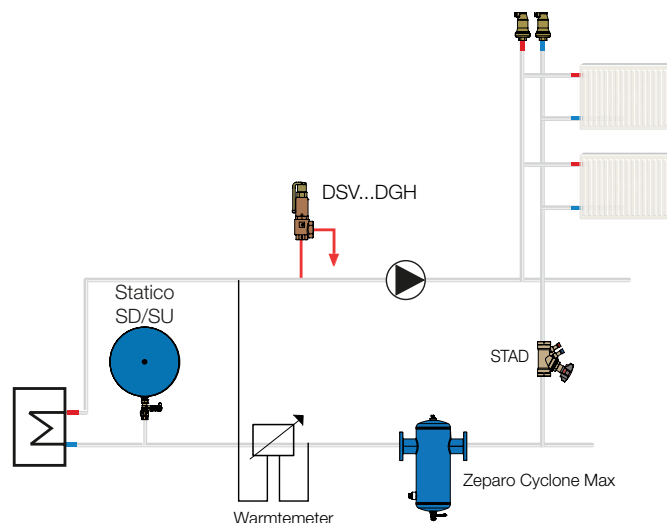 DSV...DGH
Statico
SD/SU
STAD
Zeparo Cyclone Max
Warmtemeter